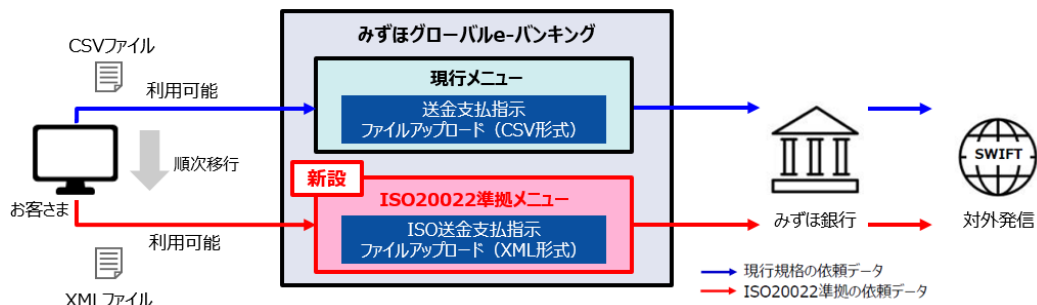 みずほグローバルe-バンキング
CSVファイル
利用可能
現行メニュー
送金支払指示
ファイルアップロード（CSV形式）
順次移行
お客さま
新設
ISO20022準拠メニュー
ISO送金支払指示
ファイルアップロード（XML形式）
利用可能
XMLファイル
みずほ銀行
SWIFT
対外発信
現行規格の依頼データ
ISO20022準拠の依頼データ